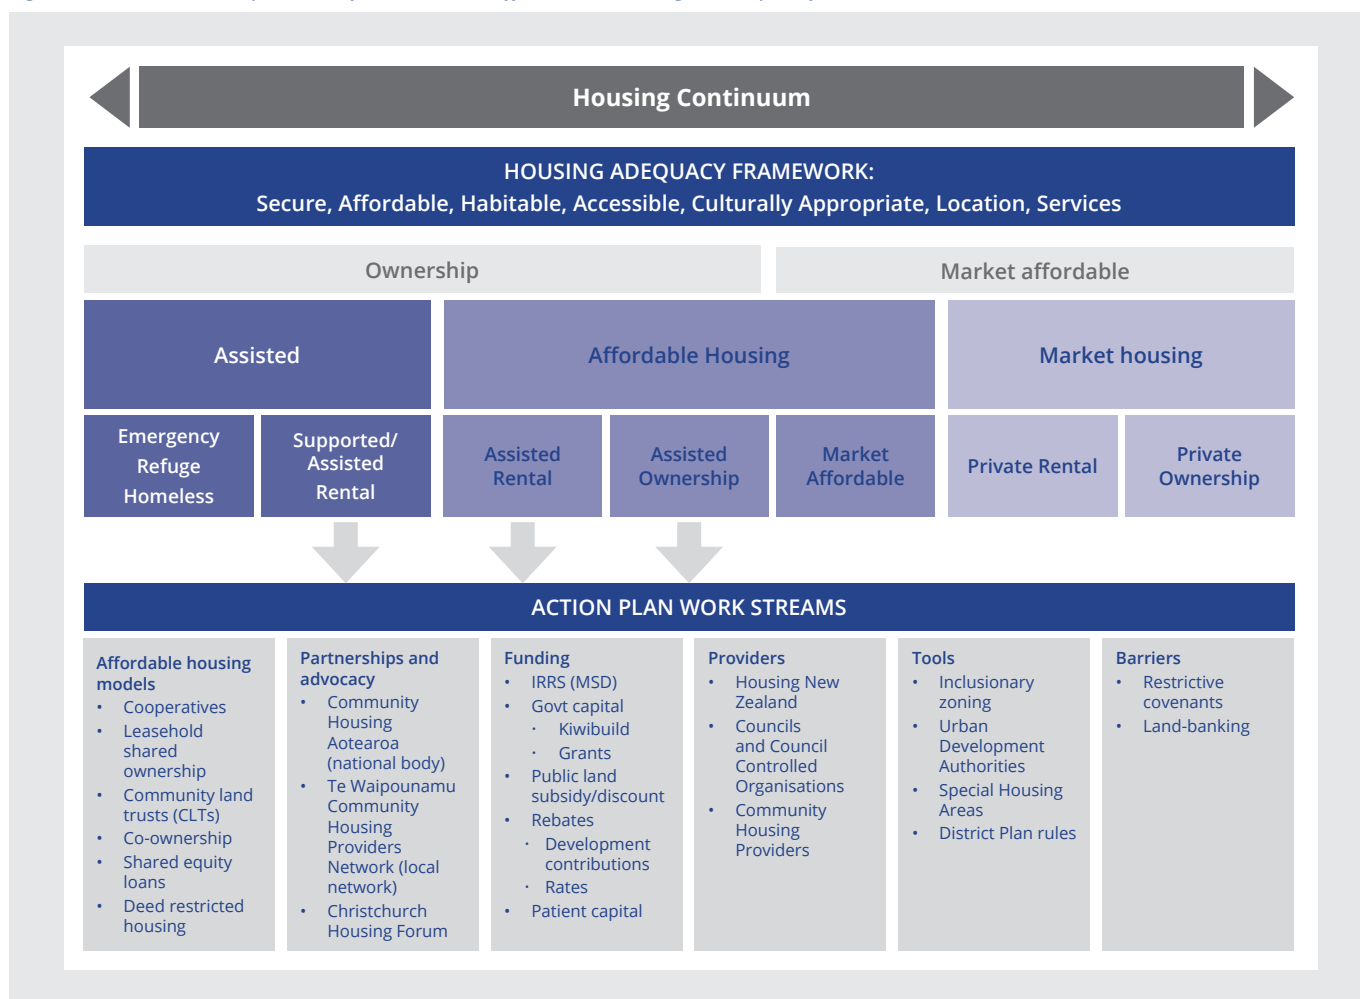 Housing Continuum
HOUSING ADEQUACY FRAMEWORK:
Secure, Affordable, Habitable, Accessible, Culturally Appropriate, Location, Services
Ownership
Market affordable
Assisted
Affordable Housing
Market housing
Emergency
Refuge
Homeless
Supported/
Assisted
Rental
Assisted
Rental
Assisted
Ownership
Market
Affordable
Private Rental
Private
Ownership
ACTION PLAN WORK STREAMS
Affordable housing
models
• Cooperatives
• Leasehold
shared
ownership
• Community land
trusts (CLTs)
• Co-ownership
• Shared equity
loans
• Deed restricted
housing
Partnerships and
advocacy
• Community
Housing
Aotearoa
(national body)
• Te Waipounamu
Community
Housing
Providers
Network (local
network)
• Christchurch
Housing Forum
Funding
• IRRS (MSD)
• Govt capital
· Kiwibuild
· Grants
• Public land
subsidy/discount
• Rebates
· Development
contributions
· Rates
• Patient capital
Providers
• Housing New
Zealand
• Councils
and Council
Controlled
Organisations
• Community
Housing
Providers
Tools
• Inclusionary
zoning
• Urban
Development
Authorities
• Special Housing
Areas
• District Plan rules
Barriers
• Restrictive
covenants
• Land-banking